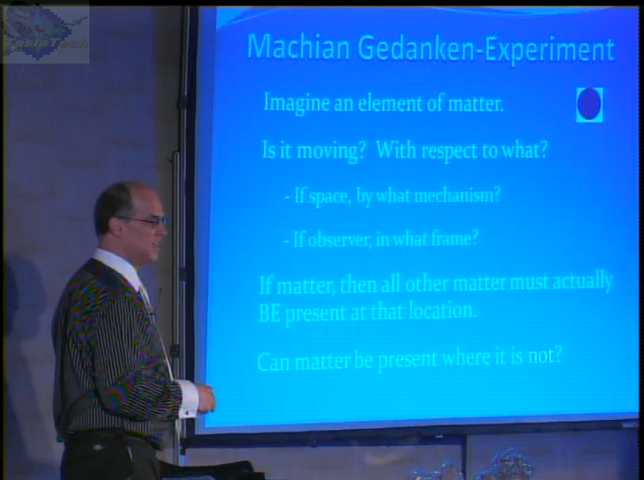 TeslaTech
Machian Gedanken-Experiment
Imagine an element of matter.
Is it moving? With respect to what?
- If space, by what mechanism?
- If observer, in what frame?
If matter, then all other matter must actually
BE present at that location.
Can matter be present where it is not?